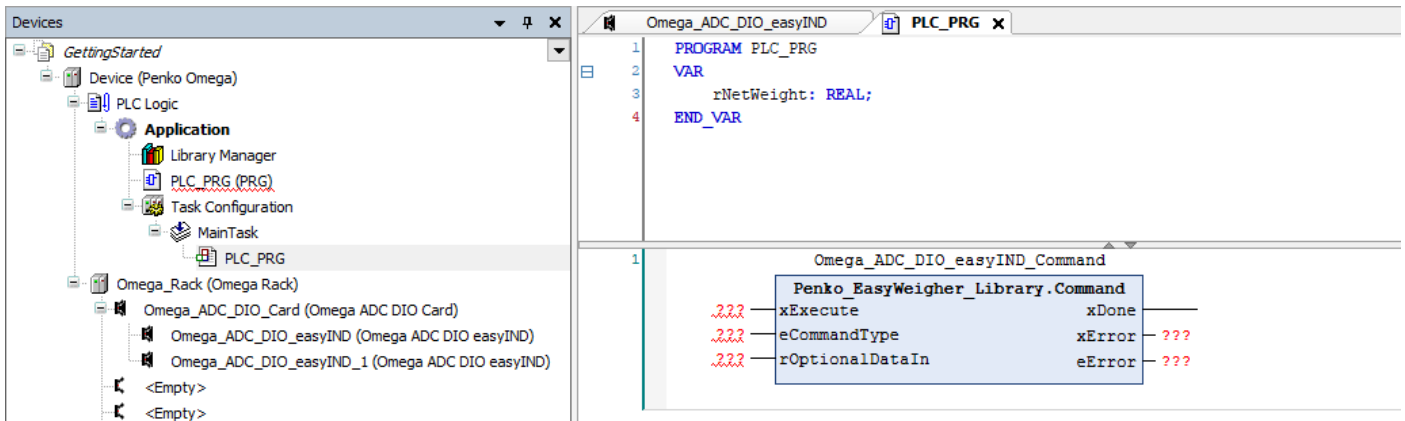 Devices
GettingStarted
Device (Penko Omega)
PLC Logic
Application
Library Manager
PLC_PRG (PRG)
Task Configuration
MainTask
PLC_PRG
Omega_Rack (Omega Rack)
Omega_ADC_DIO_Card (Omega ADC DIO Card)
Omega_ADC_DIO_easyIND (Omega ADC DIO easyIND)
Omega_ADC_DIO_easyIND_1 (Omega ADC DIO easyIND)
<Empty>
<Empty>
Omega_ADC_DIO_easyIND PLC_PRG X
1 PROGRAM PLC_PRG
2 VAR
3 rNetWeight: REAL;
4 END_VAR
1 Omega_ADC_DIO_easyIND_Command
Penko_EasyWeigher_Library.Command
??? xExecute xDone
??? eCommandType xError ???
??? rOptionalDataIn eError ???